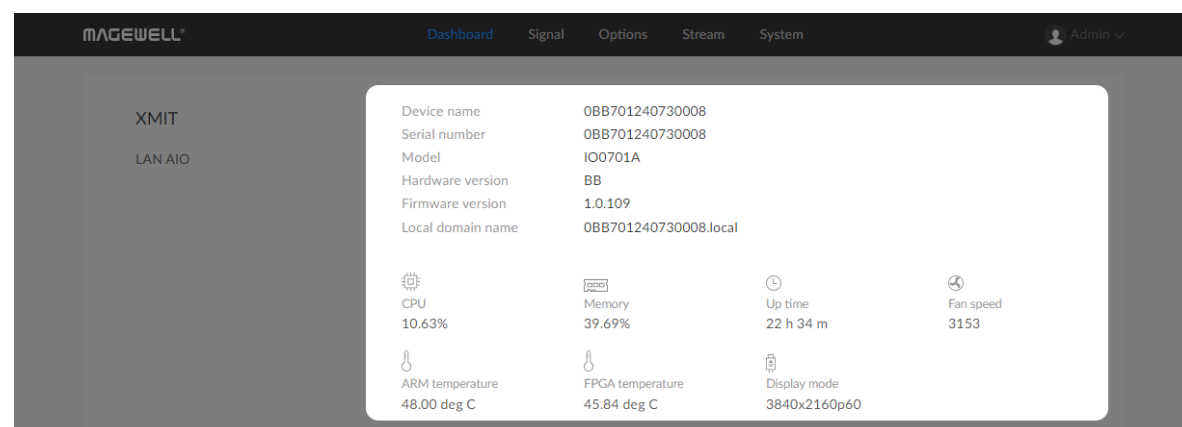 MAGEWELL®
Dashboard Signal Options Stream System Admin
XMIT
LAN AIO
Device name 0BB701240730008
Serial number 0BB701240730008
Model IO0701A
Hardware version BB
Firmware version 1.0.109
Local domain name 0BB701240730008.local
CPU Memory Up time Fan speed
10.63% 39.69% 22 h 34 m 3153
ARM temperature FPGA temperature Display mode
48.00 deg C 45.84 deg C 3840x2160p60